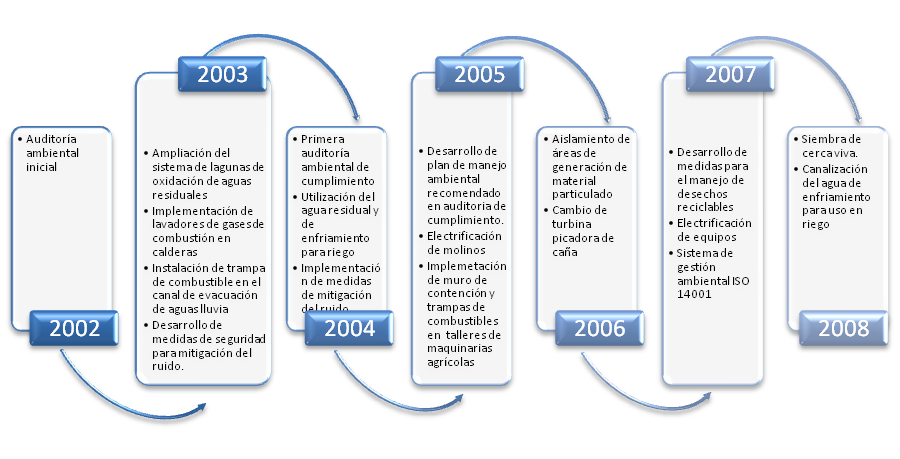 2002
• Auditoría
ambiental
inicial
2003
• Ampliación del
sistema de lagunas de
oxidación de aguas
residuales
• Implementación de
lavadores de gases de
combustión en
calderas
• Instalación de trampa
de combustible en el
canal de evacuación
de aguas lluvia
• Desarrollo de
medidas de seguridad
para mitigación del
ruido.
• Primera
auditoría
ambiental de
cumplimiento
• Utilización del
agua residual y
de
enfriamiento
para riego
• Implementació
n de medidas
de mitigación
del ruido
2004
2005
• Desarrollo de
plan de manejo
ambiental
recomendado
en auditoria de
cumplimiento.
• Electrificación
de molinos
• Implemetación
de muro de
contención y
trampas de
combustibles
en talleres de
maquinarias
agrícolas
• Aislamiento de
áreas de
generación de
material
particulado
• Cambio de
turbina
picadora de
caña
2006
2007
• Desarrollo de
medidas para
el manejo de
desechos
reciclables
• Electrificación
de equipos
• Sistema de
gestión
ambiental ISO
14001
• Siembra de
cerca viva.
• Canalización
del agua de
enfriamiento
para uso en
riego
2008